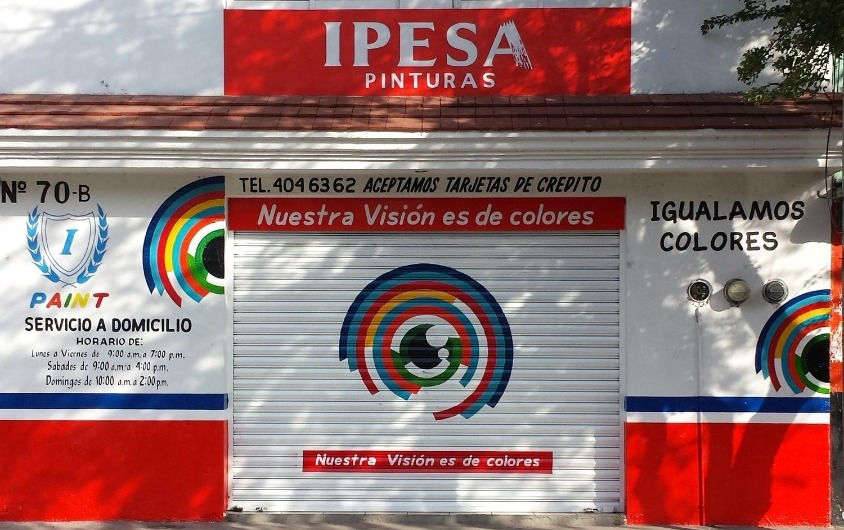 IPESA
PINTURAS
Nº 70-B
TEL. 404 63 62 ACEPTAMOS TARJETAS DE CREDITO
Nuestra Visión es de colores
IGUALAMOS
COLORES
I
PAINT
SERVICIO A DOMICILIO
HORARIO DE:
Lunes a Viernes de 9:00 a.m. a 7:00 p.m.
Sabados de 9:00 a.m. a 4:00 p.m.
Domingos de 10:00 a.m. a 2:00 p.m.
Nuestra Visión es de colores